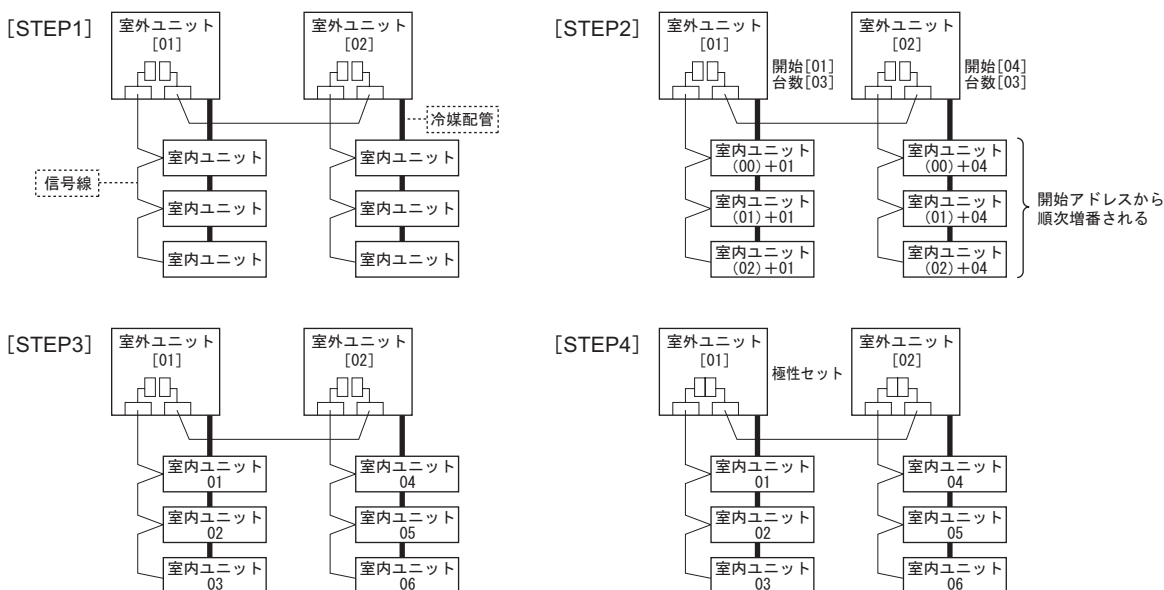 [STEP1]
室外ユニット
[01]
室外ユニット
[02]
冷媒配管
信号線
室内ユニット
室内ユニット
室内ユニット
室内ユニット
室内ユニット
室内ユニット
[STEP2]
室外ユニット
[01]
開始[01]
台数[03]
室外ユニット
[02]
開始[04]
台数[03]
室内ユニット
(00)+01
室内ユニット
(01)+01
室内ユニット
(02)+01
室内ユニット
(00)+04
室内ユニット
(01)+04
室内ユニット
(02)+04
開始アドレスから
順次増番される
[STEP3]
室外ユニット
[01]
室外ユニット
[02]
室内ユニット
01
室内ユニット
02
室内ユニット
03
室内ユニット
04
室内ユニット
05
室内ユニット
06
[STEP4]
室外ユニット
[01]
極性セット
室外ユニット
[02]
室内ユニット
01
室内ユニット
02
室内ユニット
03
室内ユニット
04
室内ユニット
05
室内ユニット
06